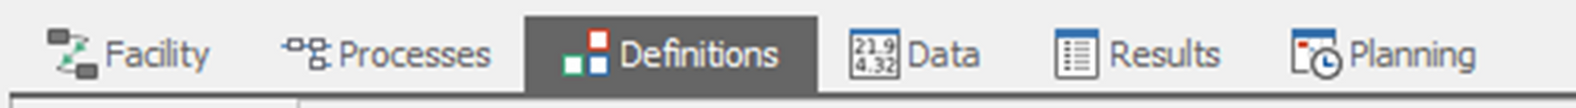 Facility Processes Definitions 21.9 4.32 Data Results Planning